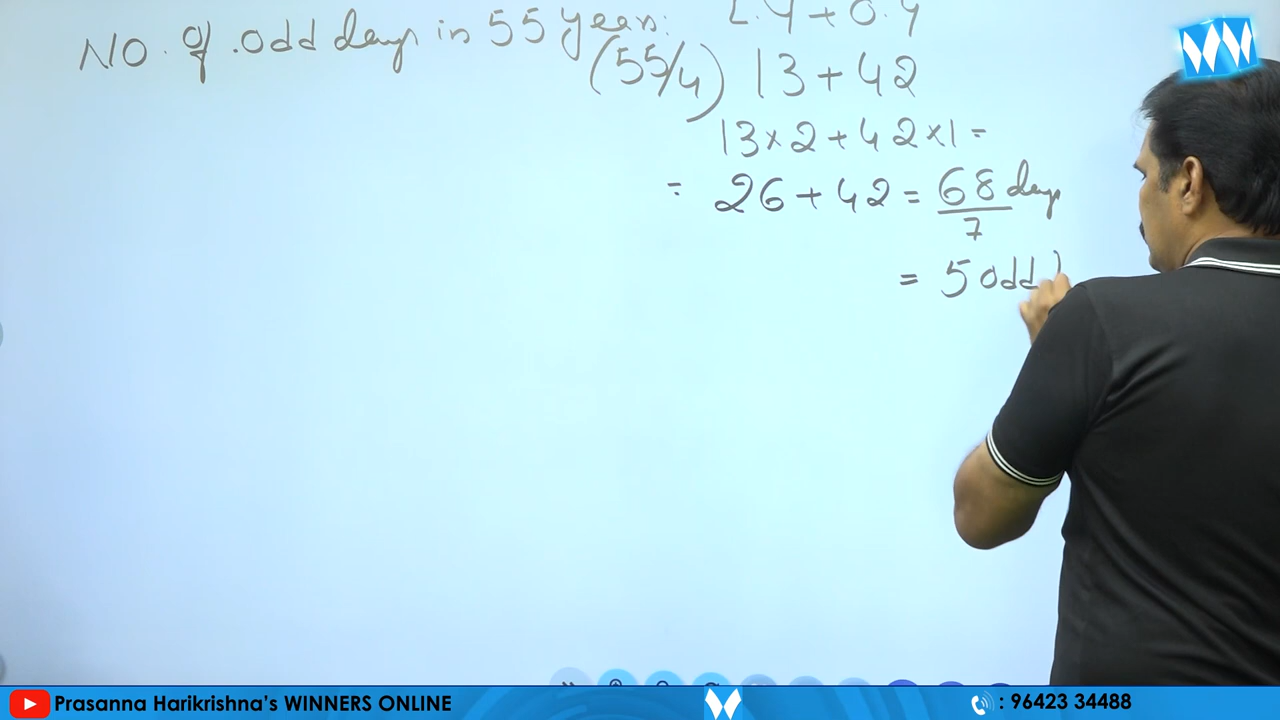 No. of odd days in 55 years: L.Y + O.Y
(55/4) 13 + 42
13 x 2 + 42 x 1 =
= 26 + 42 = 68 days
7
= 5 odd
Prasanna Harikrishna's WINNERS ONLINE : 96423 34488